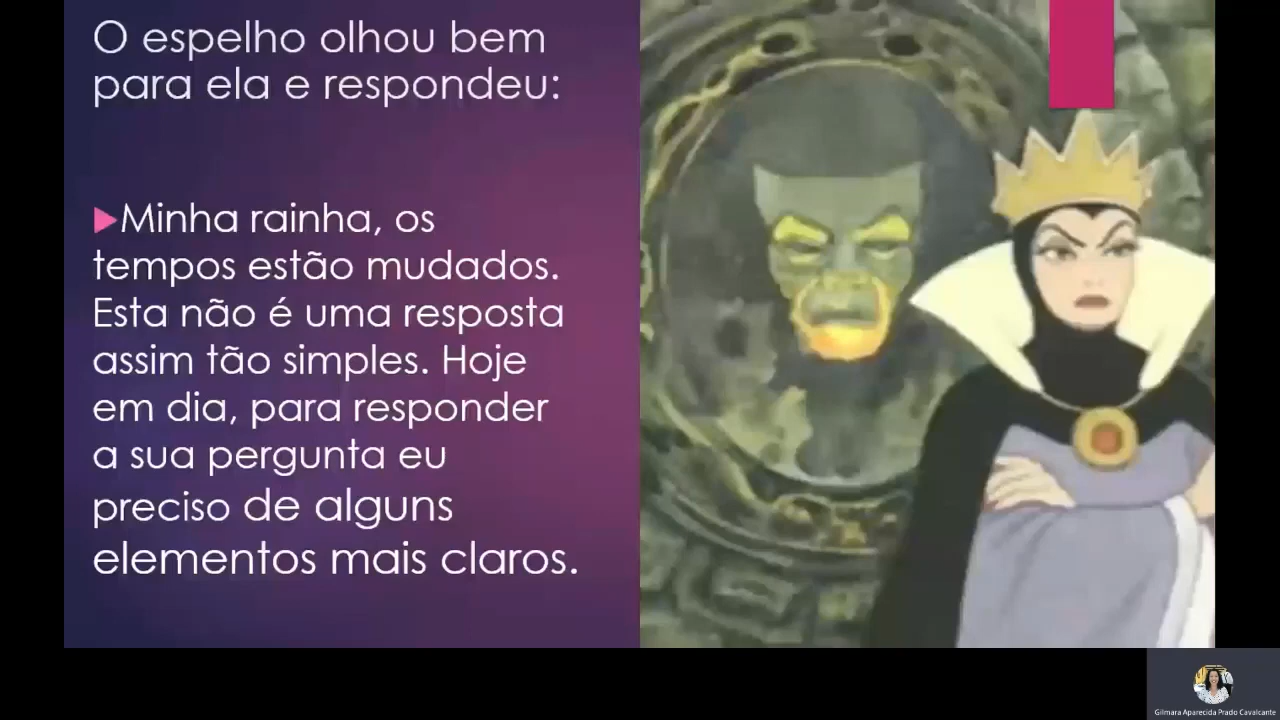 O espelho olhou bem
para ela e respondeu:
Minha rainha, os
tempos estão mudados.
Esta não é uma resposta
assim tão simples. Hoje
em dia, para responder
a sua pergunta eu
preciso de alguns
elementos mais claros.
Gilmara Aparecida Prado Cavalcante